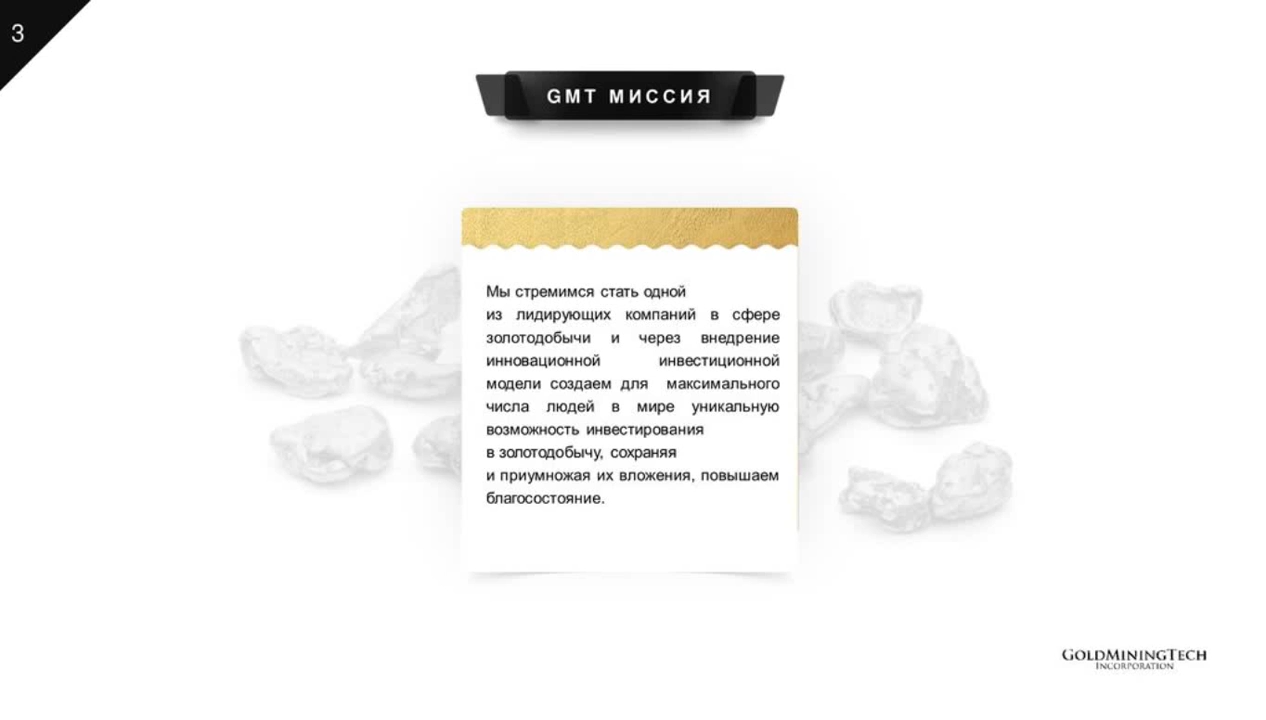 3
GMT МИССИЯ
Мы стремимся стать одной
из лидирующих компаний в сфере
золотодобычи и через внедрение
инновационной инвестиционной
модели создаем для максимального
числа людей в мире уникальную
возможность инвестирования
в золотодобычу, сохраняя
и приумножая их вложения, повышаем
благосостояние.
GOLDMININGTECH
INCORPORATION